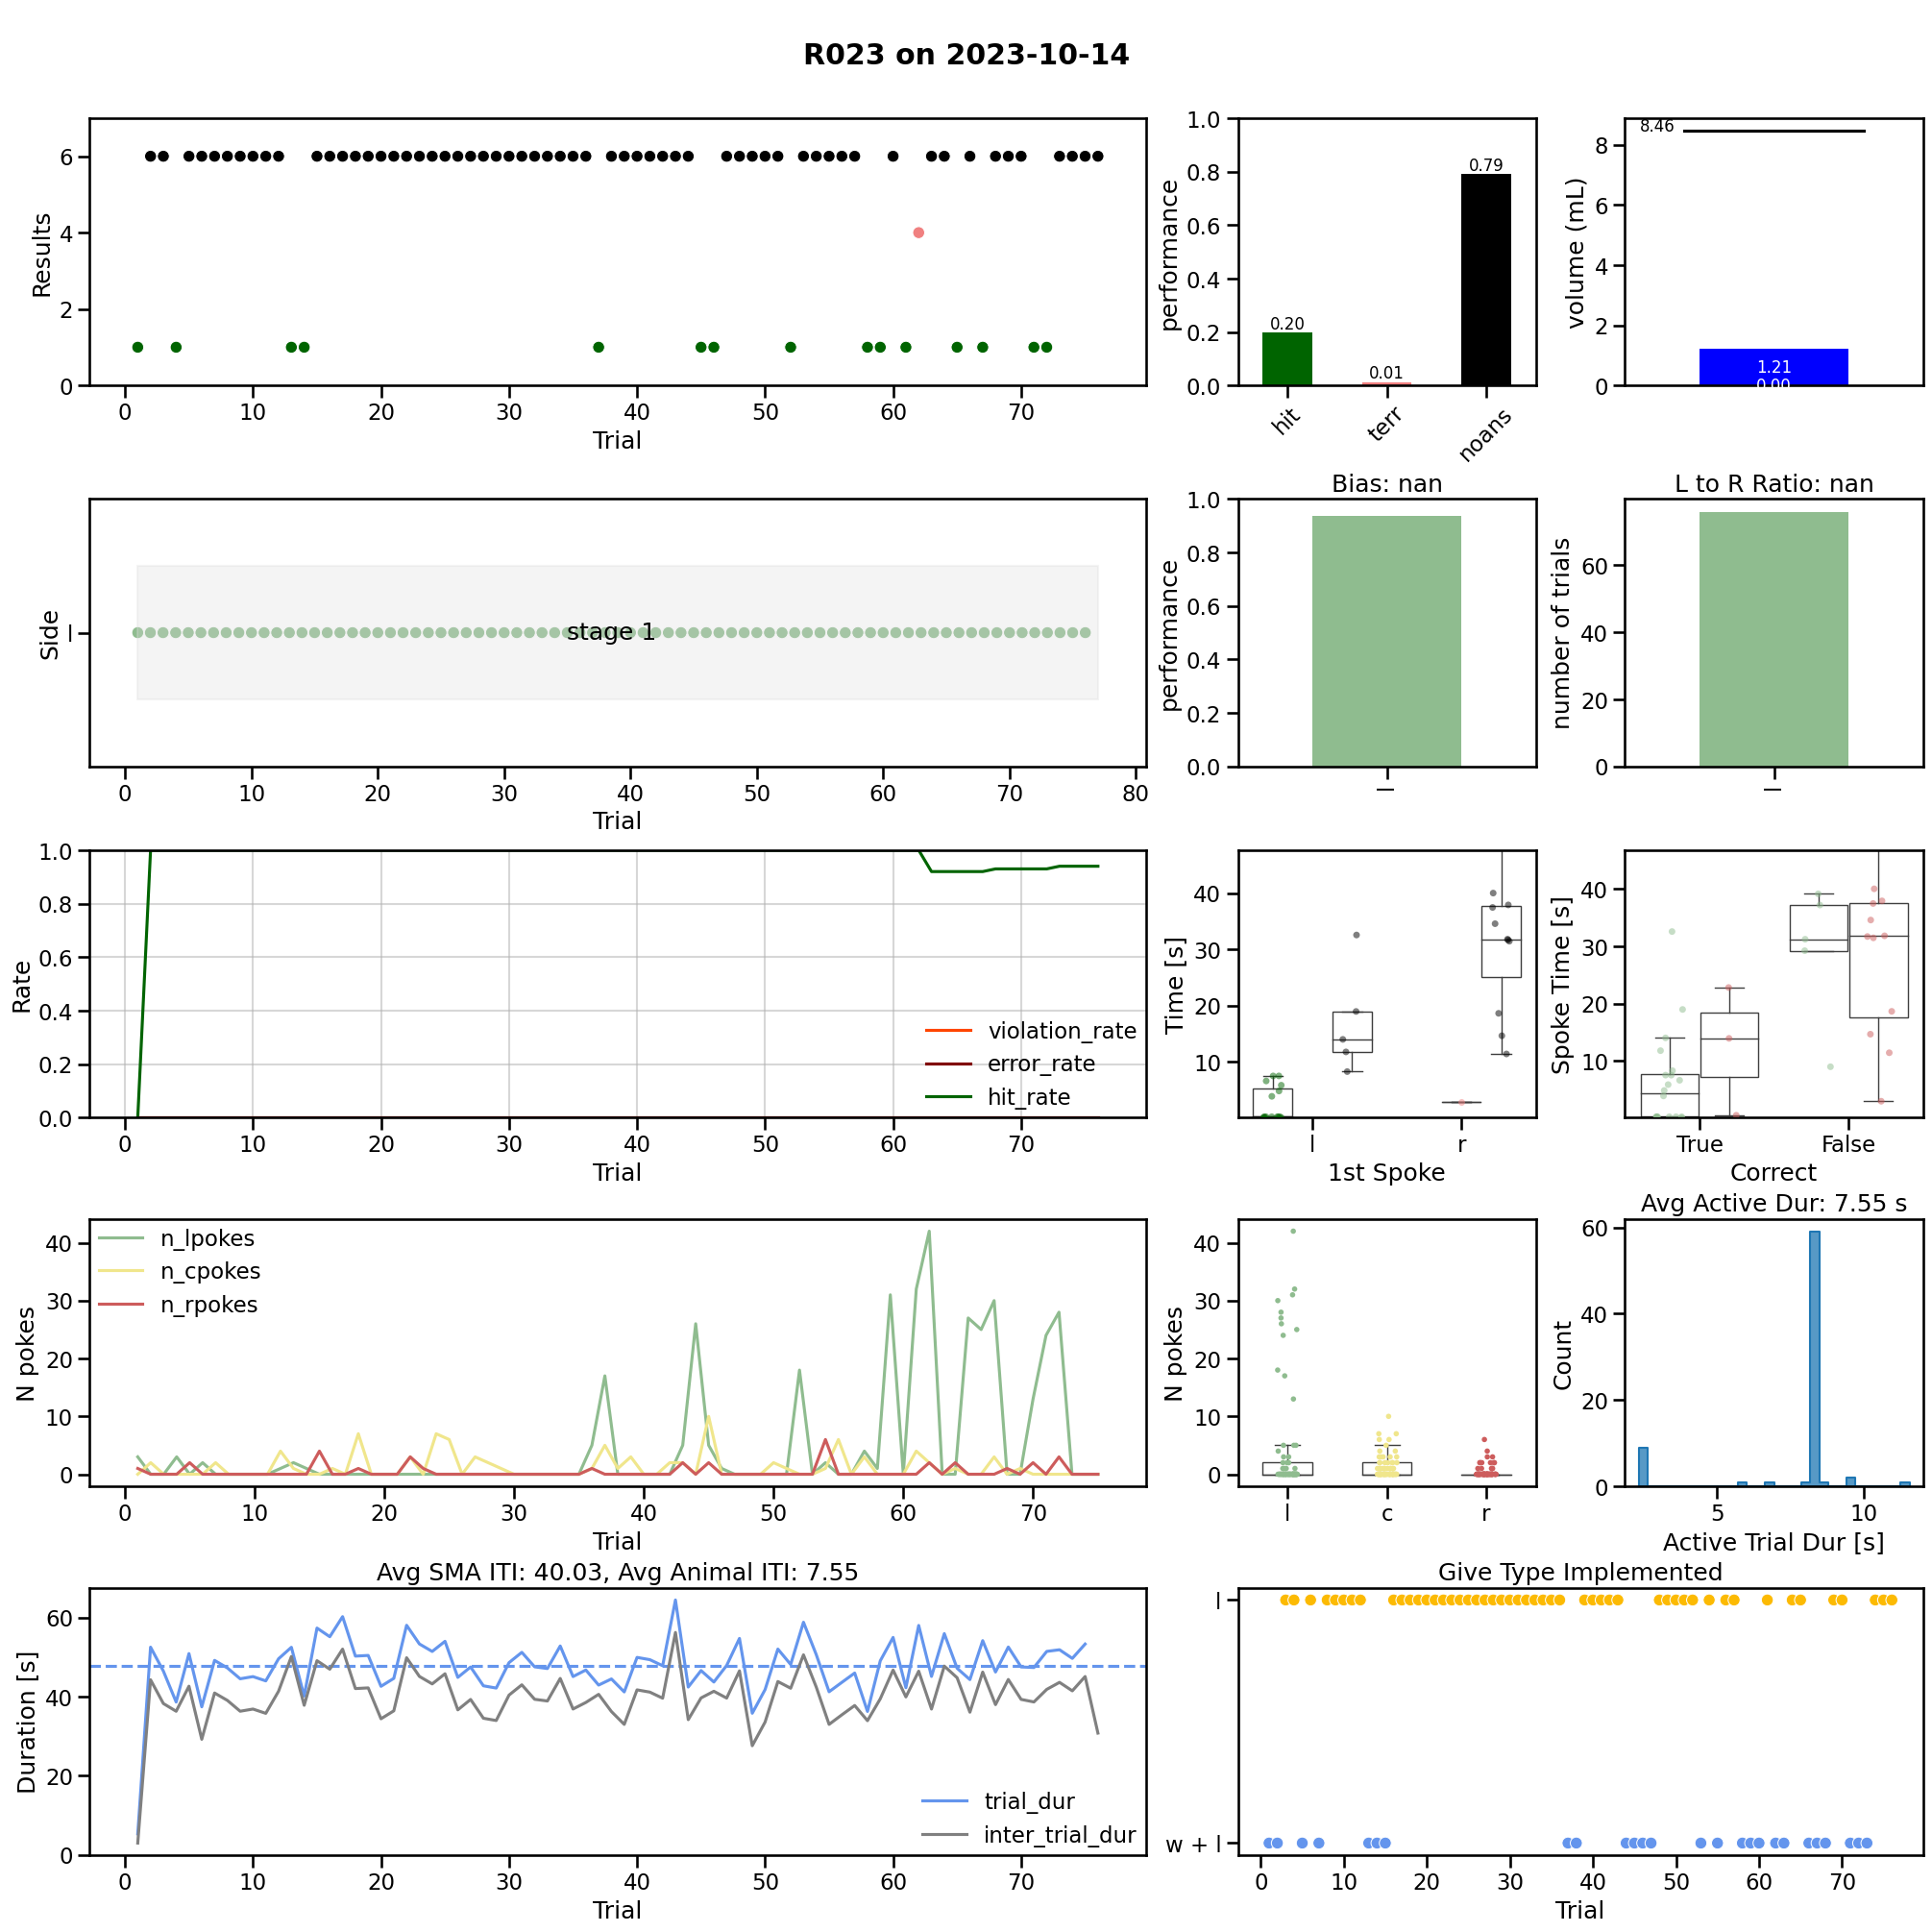 R023 on 2023-10-14
Results
6
4
2
0
0 10 20 30 40 50 60 70
Trial
performance
1.0
0.8
0.6
0.4
0.2
0.0
0.20
0.01
0.79
hit terr noans
volume (mL)
8
6
4
2
0
8.46
1.21
0.00
Side
l
stage 1
0 10 20 30 40 50 60 70 80
Trial
Bias: nan
performance
1.0
0.8
0.6
0.4
0.2
0.0
l
L to R Ratio: nan
number of trials
60
40
20
0
l
Rate
1.0
0.8
0.6
0.4
0.2
0.0
violation_rate
error_rate
hit_rate
0 10 20 30 40 50 60 70
Trial
Time [s]
40
30
20
10
l r
1st Spoke
Spoke Time [s]
40
30
20
10
True False
Correct
N pokes
40
30
20
10
0
n_lpokes
n_cpokes
n_rpokes
0 10 20 30 40 50 60 70
Trial
N pokes
40
30
20
10
0
l c r
Avg Active Dur: 7.55 s
Count
60
40
20
0
5 10
Active Trial Dur [s]
Avg SMA ITI: 40.03, Avg Animal ITI: 7.55
Duration [s]
60
40
20
0
trial_dur
inter_trial_dur
0 10 20 30 40 50 60 70
Trial
Give Type Implemented
l
w + l
0 10 20 30 40 50 60 70
Trial